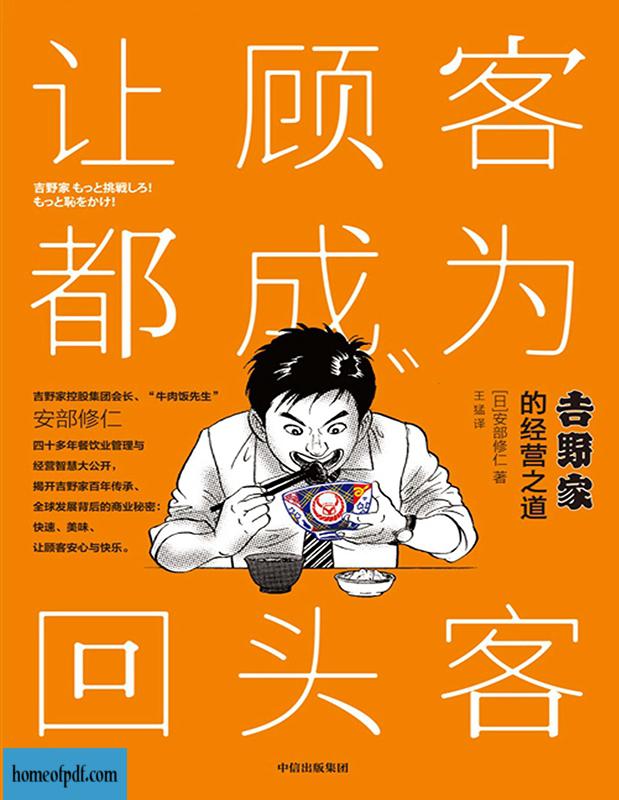 让顾客
吉野家 もっと挑戦しろ!
もっと恥をかけ!
都成为
吉野家控股集团会长、“牛肉饭先生”
安部修仁
四十多年餐饮业管理与
经营智慧大公开，
揭开吉野家百年传承、
全球发展背后的商业秘密：
快速、美味、
让顾客安心与快乐。
吉野家
的经营之道
[日]安部修仁 著
王猛 译
回头客
中信出版集团
homeofpdf.com